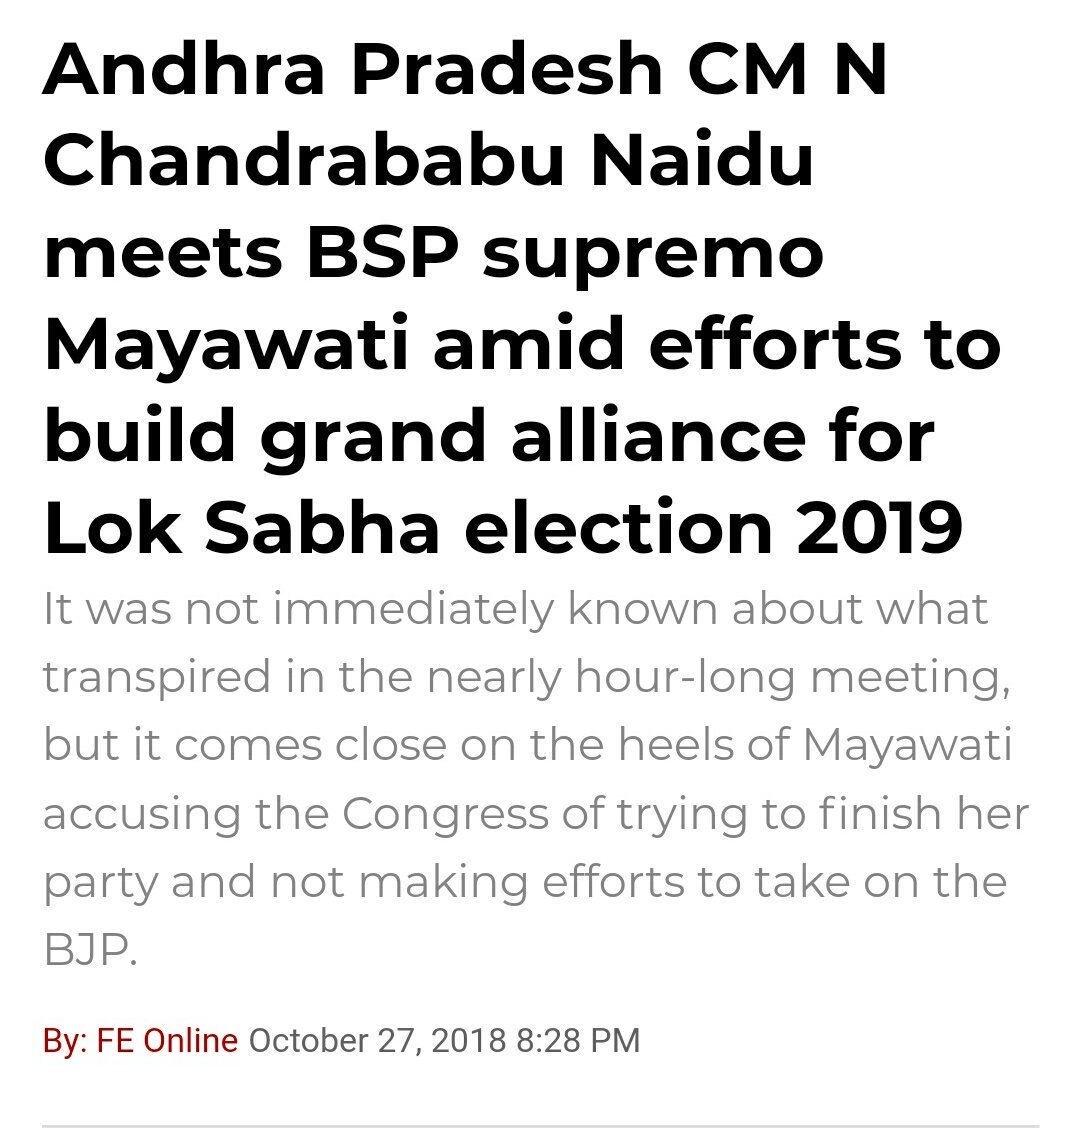 Andhra Pradesh CM N
Chandrababu Naidu
meets BSP supremo
Mayawati amid efforts to
build grand alliance for
Lok Sabha election 2019
It was not immediately known about what
transpired in the nearly hour-long meeting,
but it comes close on the heels of Mayawati
accusing the Congress of trying to finish her
party and not making efforts to take on the
BJP.
By: FE Online October 27, 2018 8:28 PM